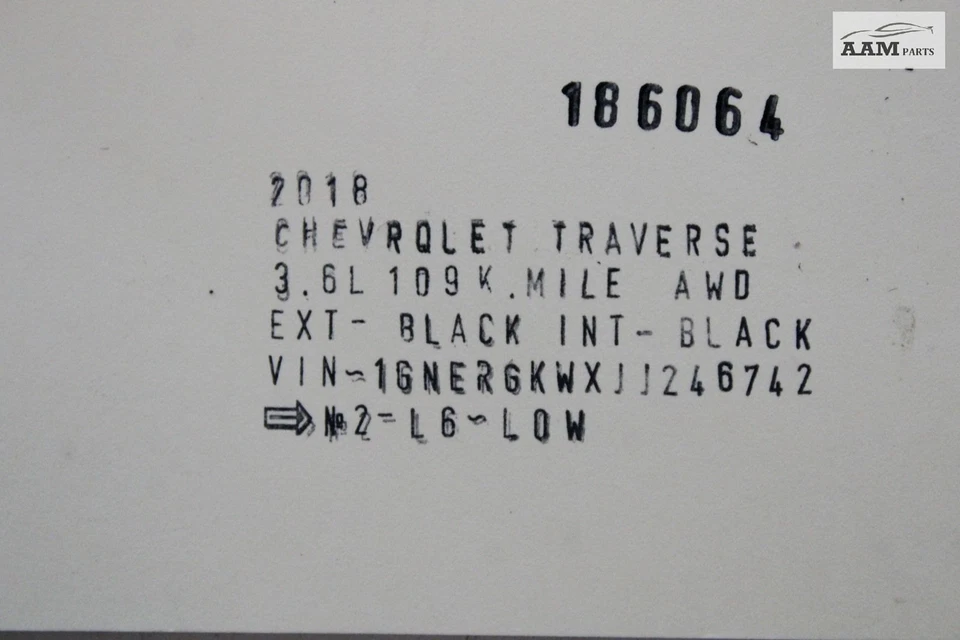 AAM PARTS
186064
2018
CHEVROLET TRAVERSE
3.6L 109K.MILE AWD
EXT- BLACK INT- BLACK
VIN~1GNERGKWXJJ246742
⇨ №2-L6~LOW